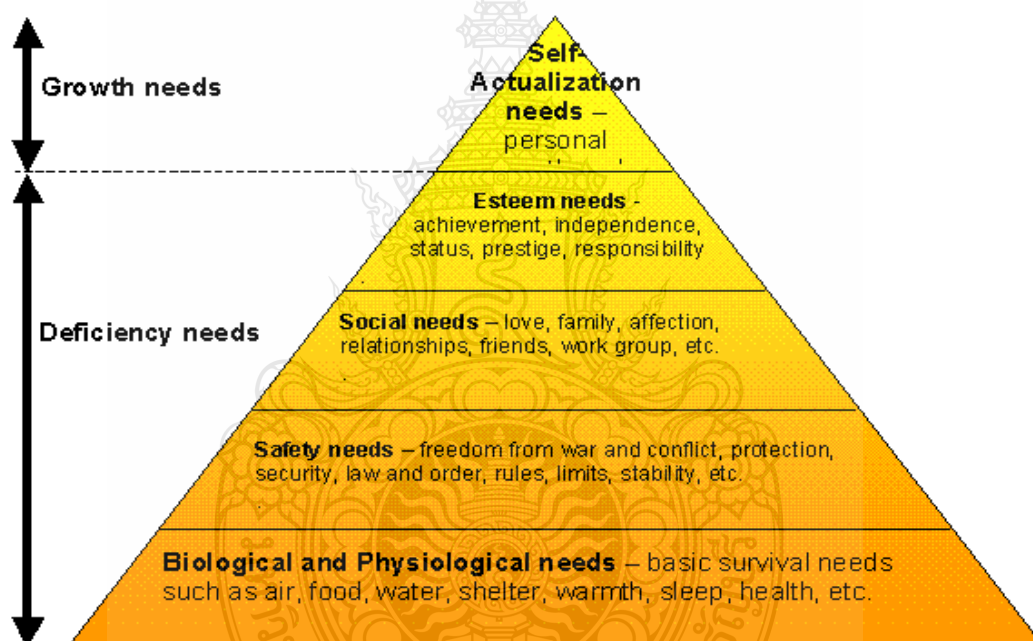 Growth needs
Self-
Actualization
needs –
personal
Esteem needs -
achievement, independence,
status, prestige, responsibility
Deficiency needs
Social needs – love, family, affection,
relationships, friends, work group, etc.
Safety needs – freedom from war and conflict, protection,
security, law and order, rules, limits, stability, etc.
Biological and Physiological needs – basic survival needs
such as air, food, water, shelter, warmth, sleep, health, etc.